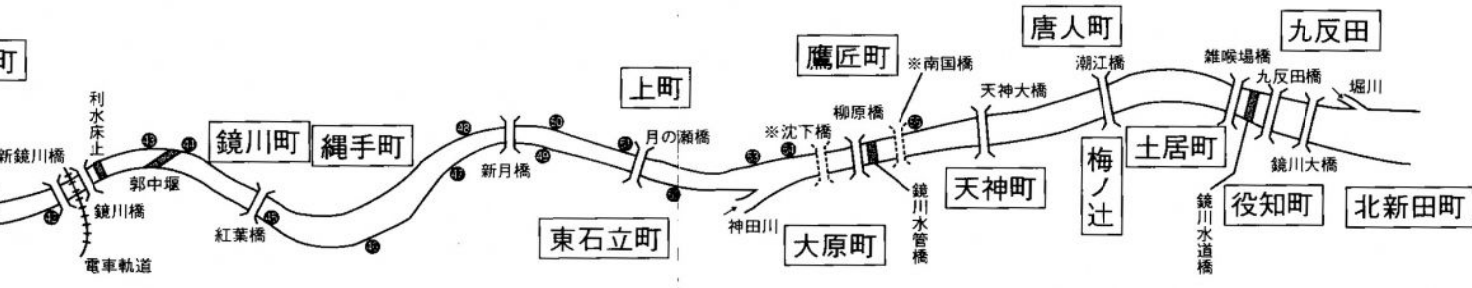 町
新鏡川橋
利水床止
鏡川橋
電車軌道
郭中堰
鏡川町
縄手町
紅葉橋
新月橋
上町
月の瀬橋
東石立町
神田川
※沈下橋
鷹匠町
柳原橋
※南国橋
大原町
鏡川水管橋
天神大橋
天神町
唐人町
潮江橋
梅ノ辻
土居町
雑喉場橋
九反田
九反田橋
堀川
鏡川大橋
鏡川水道橋
役知町
北新田町